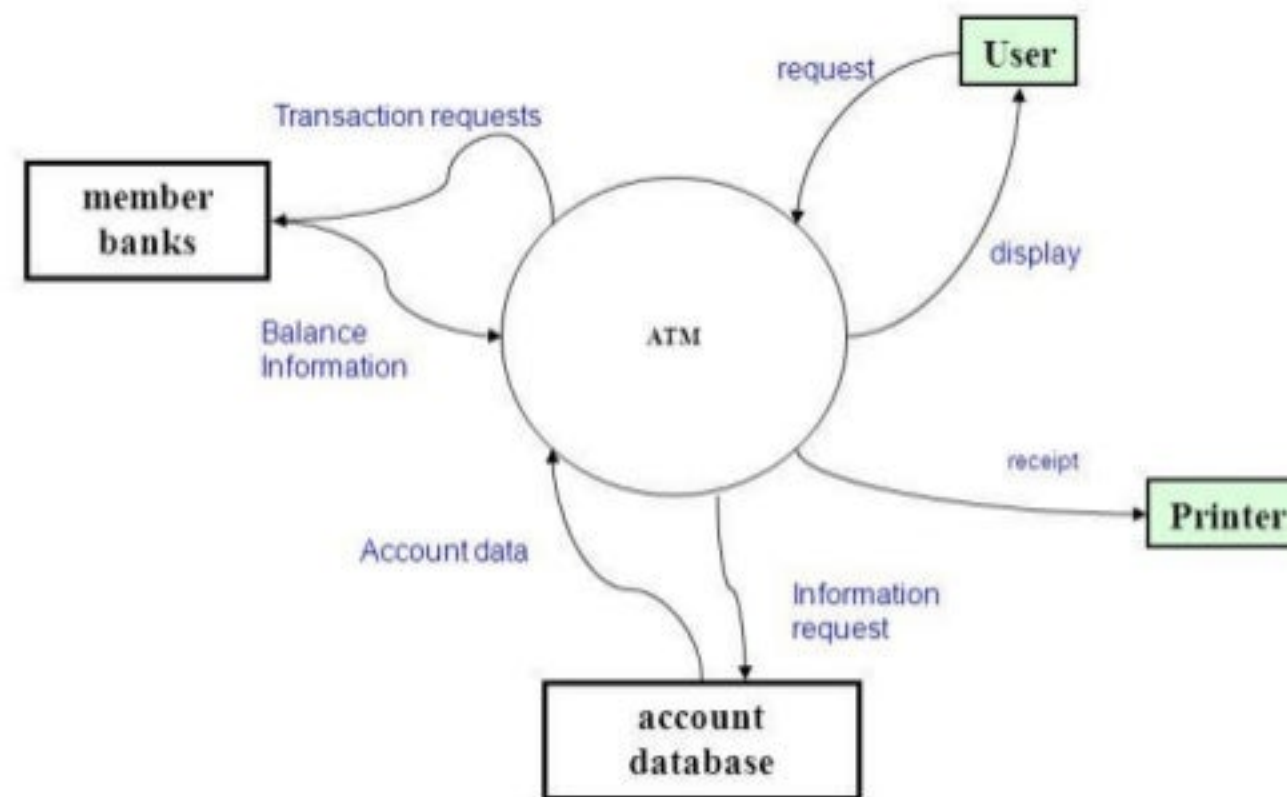 User
request
Transaction requests
member
banks
display
Balance
Information
ATM
receipt
Printer
Account data
Information
request
account
database